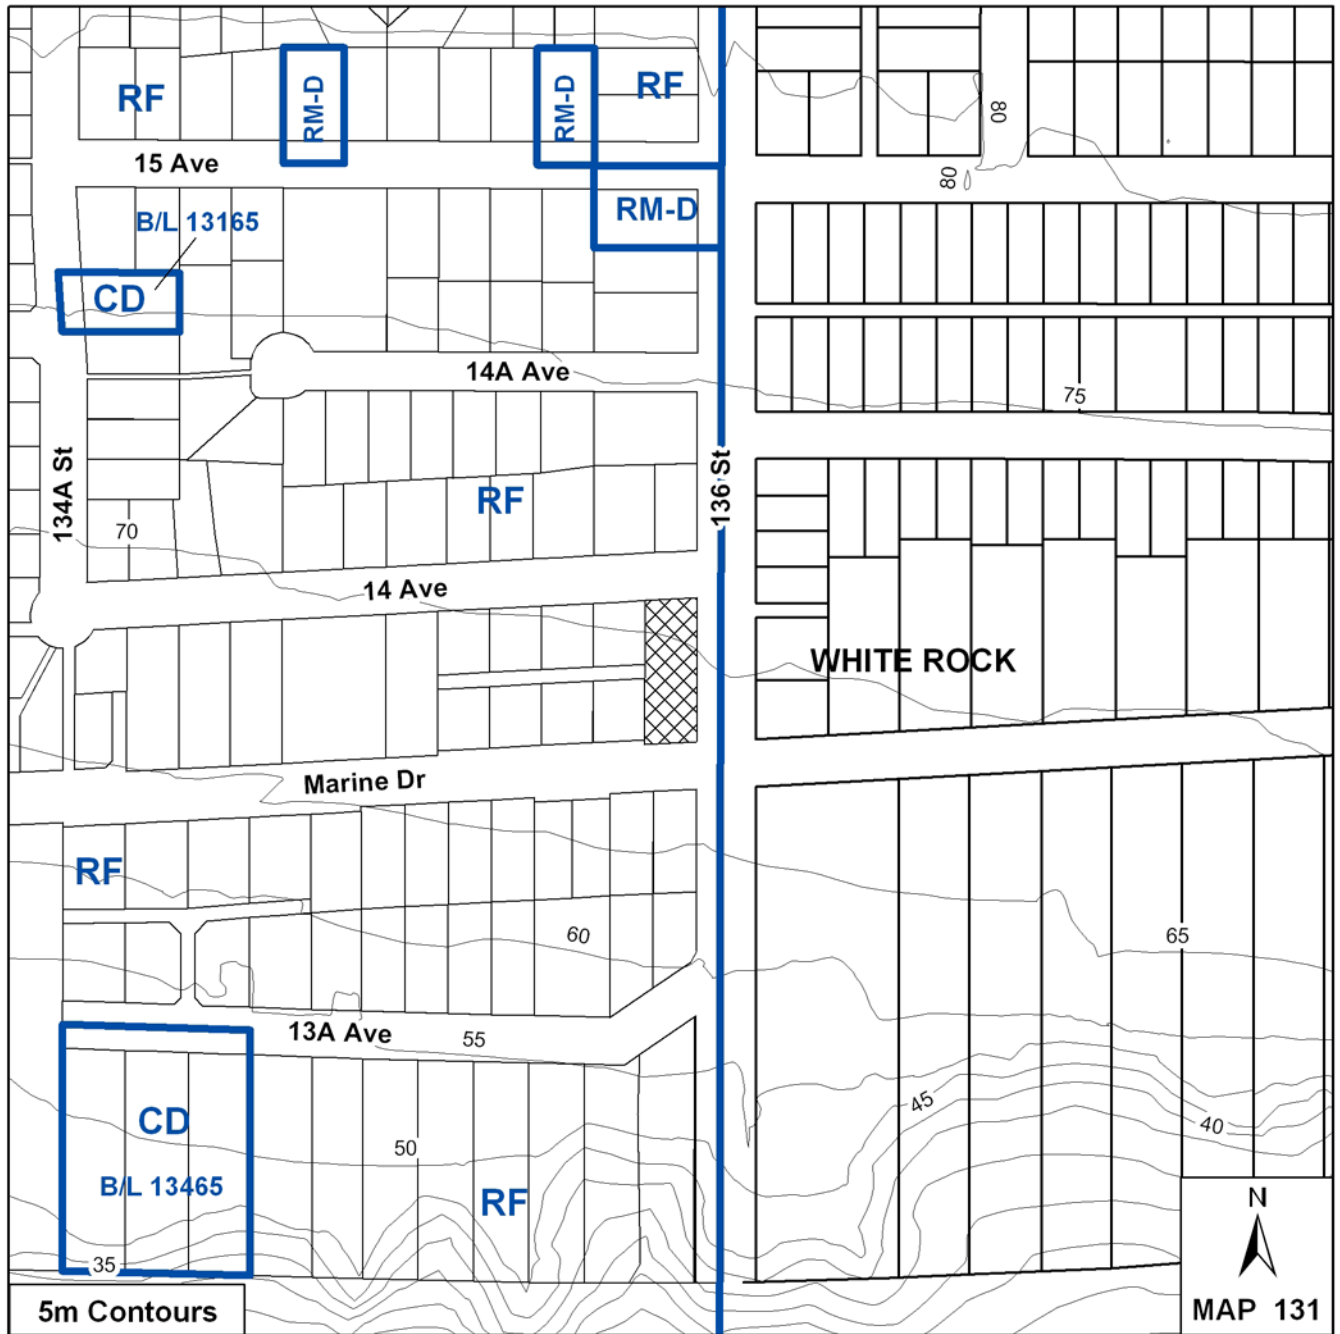 RF
RM-D
RM-D
RF
80
15 Ave
80
RM-D
B/L 13165
CD
14A Ave
75
134A St
136 St
RF
70
14 Ave
WHITE ROCK
Marine Dr
RF
60
65
13A Ave
55
45
40
CD
50
B/L 13465
RF
35
N
5m Contours
MAP 131